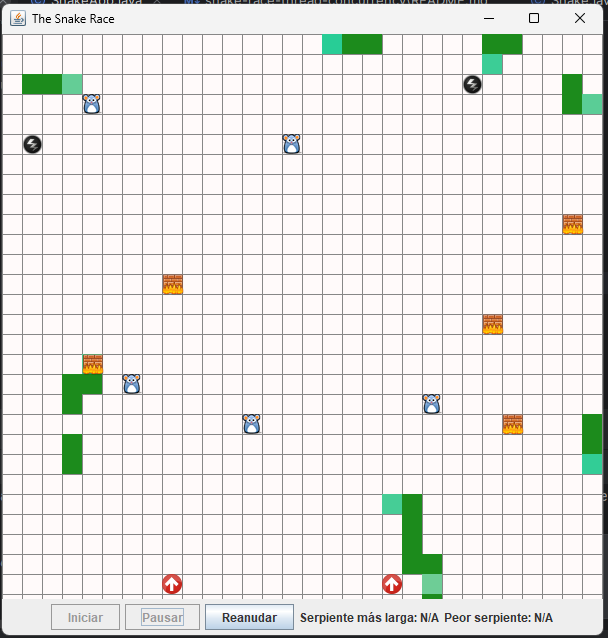 The Snake Race
Iniciar Pausar Reanudar Serpiente más larga: N/A Peor serpiente: N/A